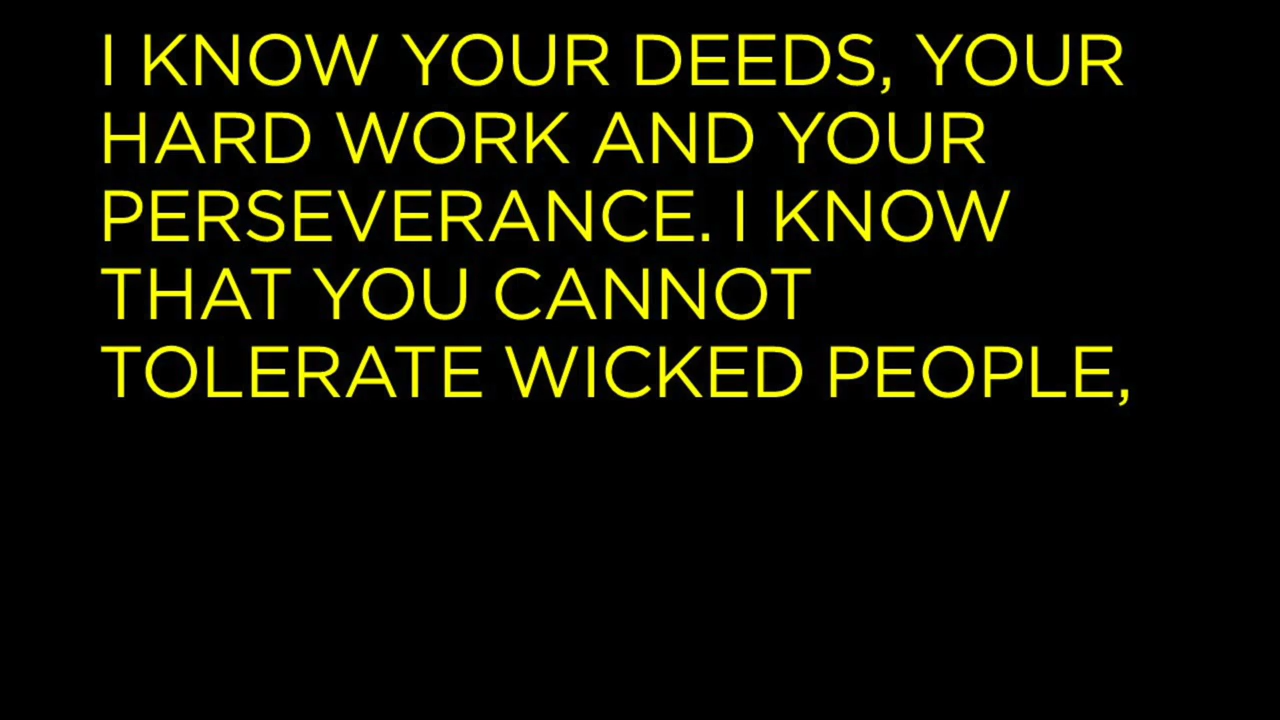 I KNOW YOUR DEEDS, YOUR
HARD WORK AND YOUR
PERSEVERANCE. I KNOW
THAT YOU CANNOT
TOLERATE WICKED PEOPLE,